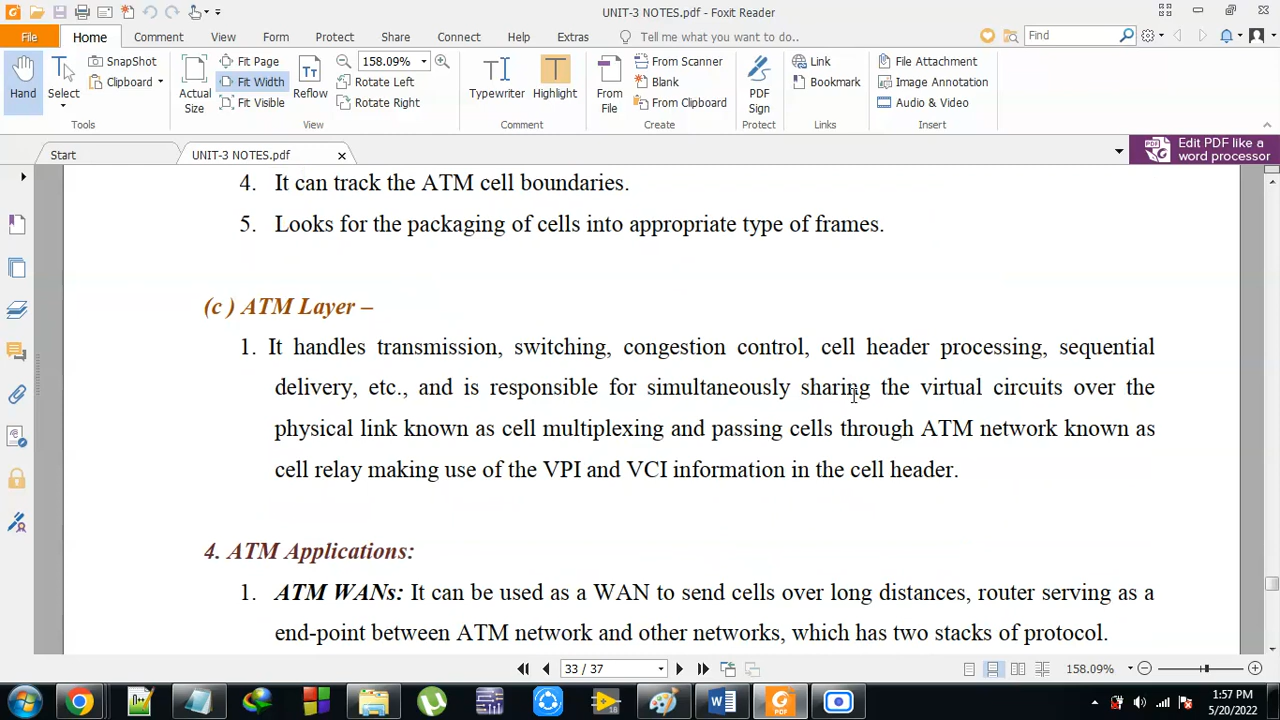 UNIT-3 NOTES.pdf - Foxit Reader
File Home Comment View Form Protect Share Connect Help Extras Tell me what you want to do.. Find
Hand
Select
SnapShot
Clipboard
Tools
Actual Size
Fit Page
Fit Width
Fit Visible
Reflow
158.09%
Rotate Left
Rotate Right
View
Typewriter
Highlight
Comment
From File
From Scanner
Blank
From Clipboard
Create
PDF Sign
Protect
Link
Bookmark
Links
File Attachment
Image Annotation
Audio & Video
Insert
Start
UNIT-3 NOTES.pdf
Edit PDF like a
word processor
4. It can track the ATM cell boundaries.
5. Looks for the packaging of cells into appropriate type of frames.
(c ) ATM Layer –
1. It handles transmission, switching, congestion control, cell header processing, sequential
delivery, etc., and is responsible for simultaneously sharing the virtual circuits over the
physical link known as cell multiplexing and passing cells through ATM network known as
cell relay making use of the VPI and VCI information in the cell header.
4. ATM Applications:
1. ATM WANs: It can be used as a WAN to send cells over long distances, router serving as a
end-point between ATM network and other networks, which has two stacks of protocol.
33 / 37
158.09%
1:57 PM
5/20/2022